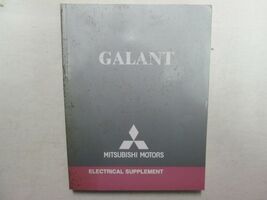 GALANT
MITSUBISHI MOTORS
ELECTRICAL SUPPLEMENT